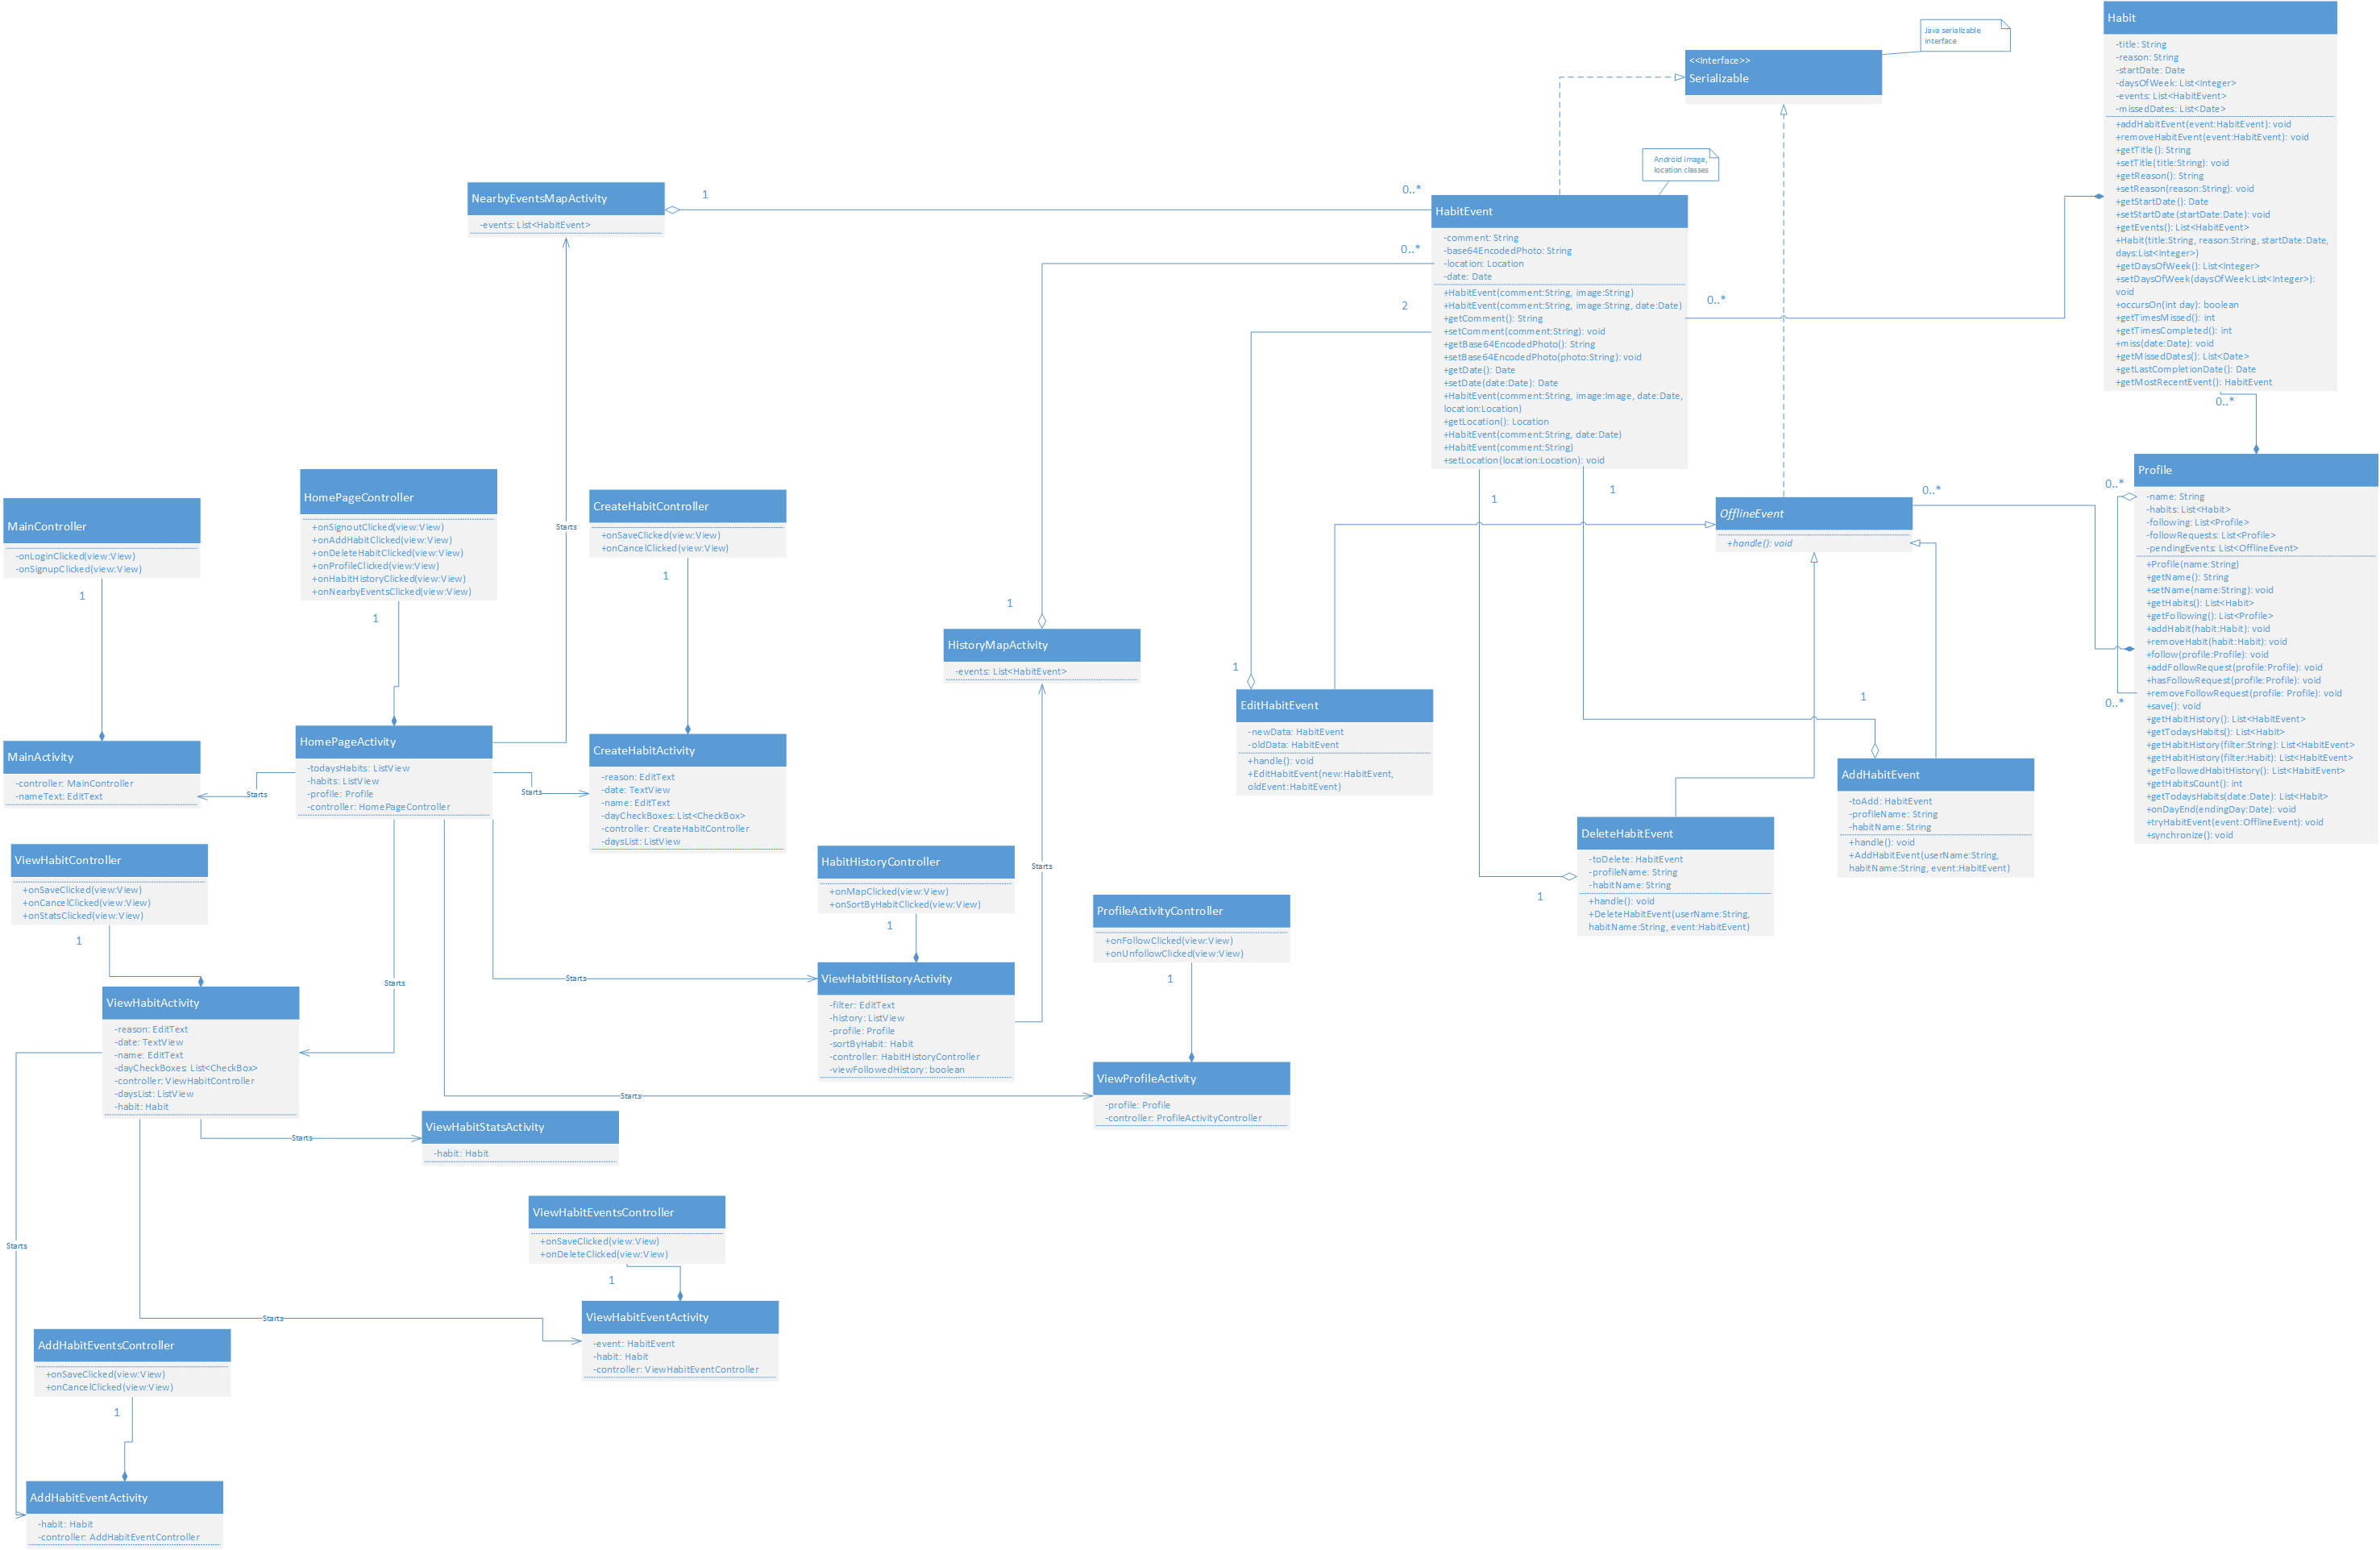 Habit
-title: String
-reason: String
-startDate: Date
-daysOfWeek: List<Integer>
-events: List<HabitEvent>
-missedDates: List<Date>
+addHabitEvent(event:HabitEvent): void
+removeHabitEvent(event:HabitEvent): void
+getTitle(): String
+setTitle(title:String): void
+getReason(): String
+setReason(reason:String): void
+getStartDate(): Date
+setStartDate(startDate:Date): void
+getEvents(): List<HabitEvent>
+Habit(title:String, reason:String, startDate:Date,
days:List<Integer>)
+getDaysOfWeek(): List<Integer>
+setDaysOfWeek(daysOfWeek:List<Integer>):
void
+occursOn(int day): boolean
+getTimesMissed(): int
+getTimesCompleted(): int
+miss(date:Date): void
+getMissedDates(): List<Date>
+getLastCompletionDate(): Date
+getMostRecentEvent(): HabitEvent
0..*
Java serializable
interface
<<Interface>>
Serializable
Android image,
location classes
NearbyEventsMapActivity
-events: List<HabitEvent>
1
0..*
HabitEvent
-comment: String
-base64EncodedPhoto: String
-location: Location
-date: Date
+HabitEvent(comment:String, image:String)
+HabitEvent(comment:String, image:String, date:Date)
+getComment(): String
+setComment(comment:String): void
+getBase64EncodedPhoto(): String
+setBase64EncodedPhoto(photo:String): void
+getDate(): Date
+setDate(date:Date): Date
+HabitEvent(comment:String, image:Image, date:Date,
location:Location)
+getLocation(): Location
+HabitEvent(comment:String, date:Date)
+HabitEvent(comment:String)
+setLocation(location:Location): void
0..*
2
0..*
1
1
Profile
-name: String
-habits: List<Habit>
-following: List<Profile>
-followRequests: List<Profile>
-pendingEvents: List<OfflineEvent>
+Profile(name:String)
+getName(): String
+setName(name:String): void
+getHabits(): List<Habit>
+getFollowing(): List<Profile>
+addHabit(habit:Habit): void
+removeHabit(habit:Habit): void
+follow(profile:Profile): void
+addFollowRequest(profile:Profile): void
+hasFollowRequest(profile:Profile): void
+removeFollowRequest(profile: Profile): void
+save(): void
+getHabitHistory(): List<HabitEvent>
+getTodaysHabits(): List<Habit>
+getHabitHistory(filter:String): List<HabitEvent>
+getHabitHistory(filter:Habit): List<HabitEvent>
+getFollowedHabitHistory(): List<HabitEvent>
+getHabitsCount(): int
+getTodaysHabits(date:Date): List<Habit>
+onDayEnd(endingDay:Date): void
+tryHabitEvent(event:OfflineEvent): void
+synchronize(): void
0..*
0..*
0..*
OfflineEvent
+handle(): void
MainController
-onLoginClicked(view:View)
-onSignupClicked(view:View)
1
HomePageController
+onSignoutClicked(view:View)
+onAddHabitClicked(view:View)
+onDeleteHabitClicked(view:View)
+onProfileClicked(view:View)
+onHabitHistoryClicked(view:View)
+onNearbyEventsClicked(view:View)
1
Starts
CreateHabitController
+onSaveClicked(view:View)
+onCancelClicked(view:View)
1
1
HistoryMapActivity
-events: List<HabitEvent>
1
EditHabitEvent
-newData: HabitEvent
-oldData: HabitEvent
+handle(): void
+EditHabitEvent(new:HabitEvent,
oldEvent:HabitEvent)
1
AddHabitEvent
-toAdd: HabitEvent
-profileName: String
-habitName: String
+handle(): void
+AddHabitEvent(userName:String,
habitName:String, event:HabitEvent)
DeleteHabitEvent
-toDelete: HabitEvent
-profileName: String
-habitName: String
+handle(): void
+DeleteHabitEvent(userName:String,
habitName:String, event:HabitEvent)
1
MainActivity
-controller: MainController
-nameText: EditText
Starts
HomePageActivity
-todaysHabits: ListView
-habits: ListView
-profile: Profile
-controller: HomePageController
Starts
CreateHabitActivity
-reason: EditText
-date: TextView
-name: EditText
-dayCheckBoxes: List<CheckBox>
-controller: CreateHabitController
-daysList: ListView
ViewHabitController
+onSaveClicked(view:View)
+onCancelClicked(view:View)
+onStatsClicked(view:View)
1
HabitHistoryController
+onMapClicked(view:View)
+onSortByHabitClicked(view:View)
1
Starts
ProfileActivityController
+onFollowClicked(view:View)
+onUnfollowClicked(view:View)
1
ViewHabitActivity
-reason: EditText
-date: TextView
-name: EditText
-dayCheckBoxes: List<CheckBox>
-controller: ViewHabitController
-daysList: ListView
-habit: Habit
Starts
Starts
ViewHabitHistoryActivity
-filter: EditText
-history: ListView
-profile: Profile
-sortByHabit: Habit
-controller: HabitHistoryController
-viewFollowedHistory: boolean
Starts
ViewProfileActivity
-profile: Profile
-controller: ProfileActivityController
Starts
ViewHabitStatsActivity
-habit: Habit
Starts
ViewHabitEventsController
+onSaveClicked(view:View)
+onDeleteClicked(view:View)
1
Starts
ViewHabitEventActivity
-event: HabitEvent
-habit: Habit
-controller: ViewHabitEventController
AddHabitEventsController
+onSaveClicked(view:View)
+onCancelClicked(view:View)
1
AddHabitEventActivity
-habit: Habit
-controller: AddHabitEventController